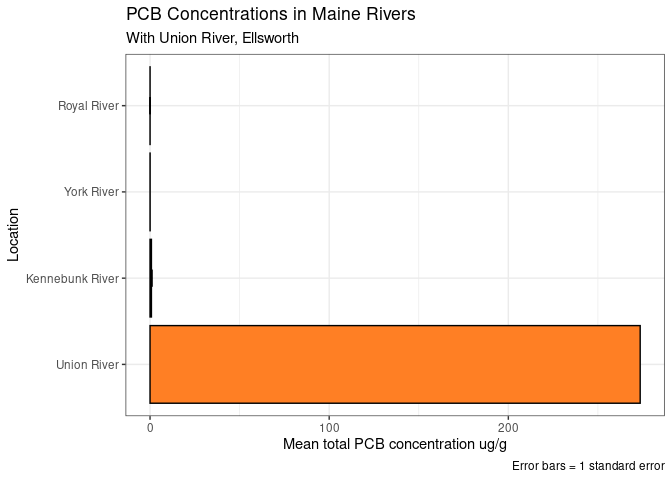 PCB Concentrations in Maine Rivers
With Union River, Ellsworth
Location
Royal River
York River
Kennebunk River
Union River
0
100
200
Mean total PCB concentration ug/g
Error bars = 1 standard error